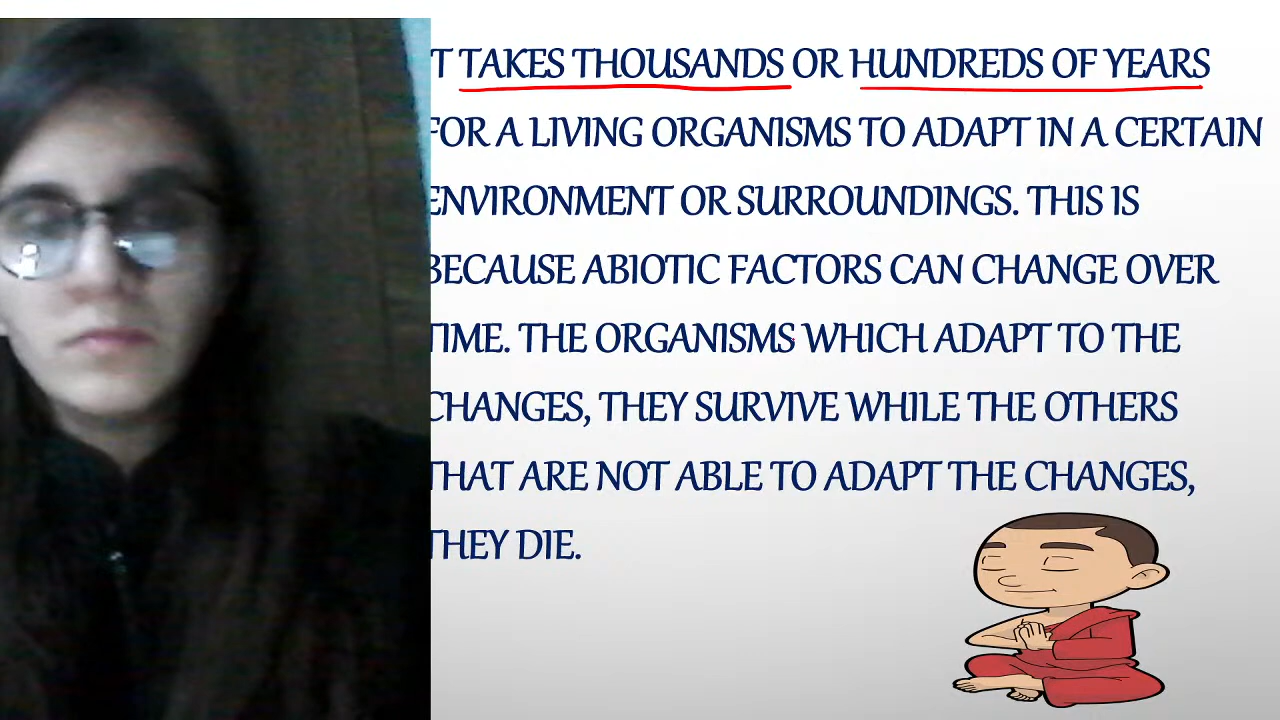 T TAKES THOUSANDS OR HUNDREDS OF YEARS
FOR A LIVING ORGANISMS TO ADAPT IN A CERTAIN
ENVIRONMENT OR SURROUNDINGS. THIS IS
BECAUSE ABIOTIC FACTORS CAN CHANGE OVER
TIME. THE ORGANISMS WHICH ADAPT TO THE
CHANGES, THEY SURVIVE WHILE THE OTHERS
THAT ARE NOT ABLE TO ADAPT THE CHANGES,
THEY DIE.